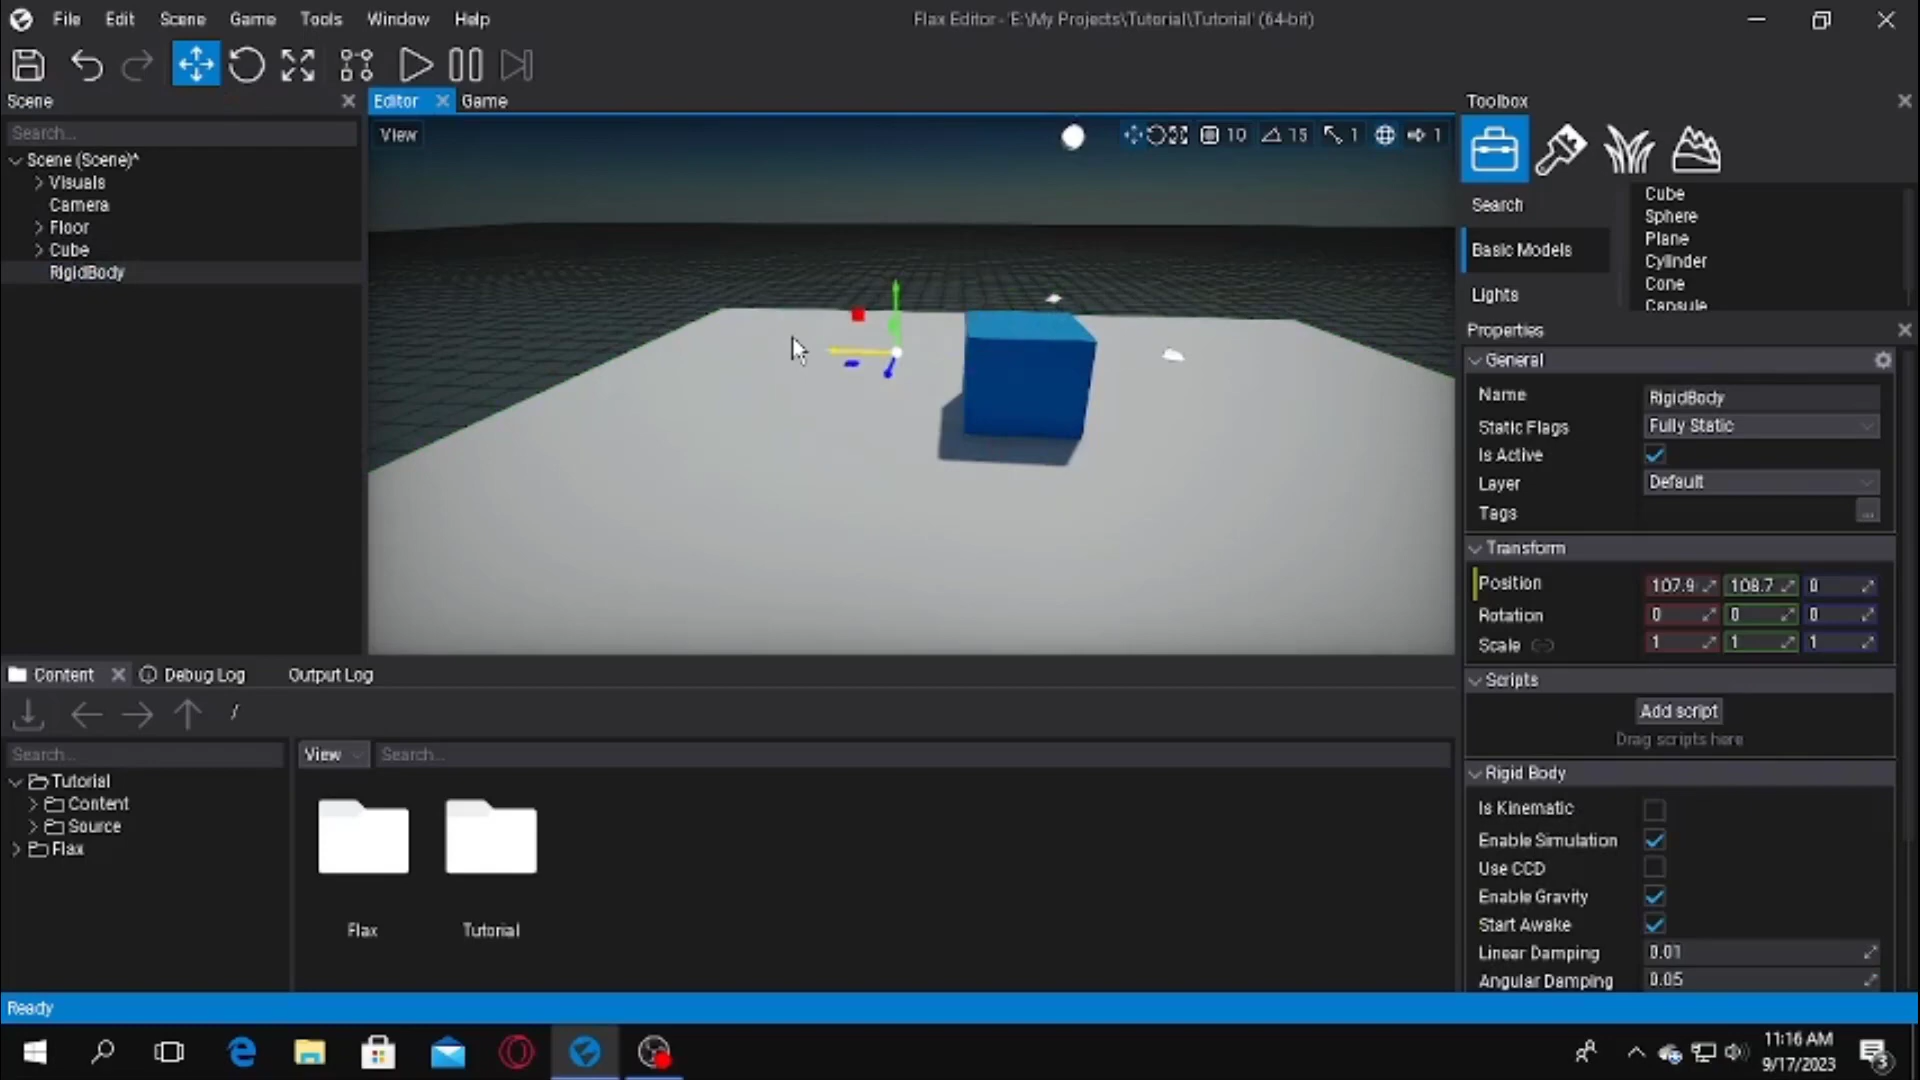 File Edit Scene Game Tools Window Help
Flax Editor - 'E:\My Projects\Tutorial\Tutorial' (64-bit)
Scene
Editor
Game
Toolbox
Search...
View
10 15 1 1
Scene (Scene)*
Visuals
Camera
Floor
Cube
RigidBody
Search
Basic Models
Lights
Cube
Sphere
Plane
Cylinder
Cone
Capsule
Properties
General
Name RigidBody
Static Flags Fully Static
Is Active
Layer Default
Tags ...
Transform
Position 107.9 108.7 0
Rotation 0 0 0
Scale 1 1 1
Scripts
Add script
Drag scripts here
Rigid Body
Is Kinematic
Enable Simulation
Use CCD
Enable Gravity
Start Awake
Linear Damping 0.01
Angular Damping 0.05
Content
Debug Log
Output Log
/
Search...
View
Search...
Tutorial
Content
Source
Flax
Flax
Tutorial
Ready
11:16 AM
9/17/2023
3